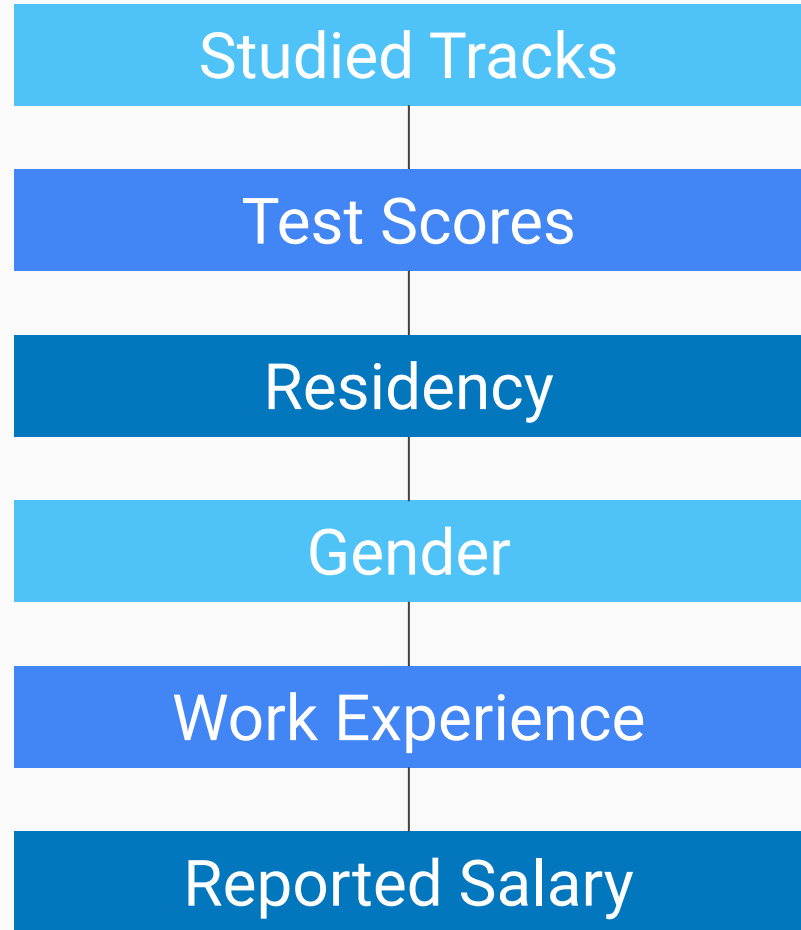 Studied Tracks
Test Scores
Residency
Gender
Work Experience
Reported Salary